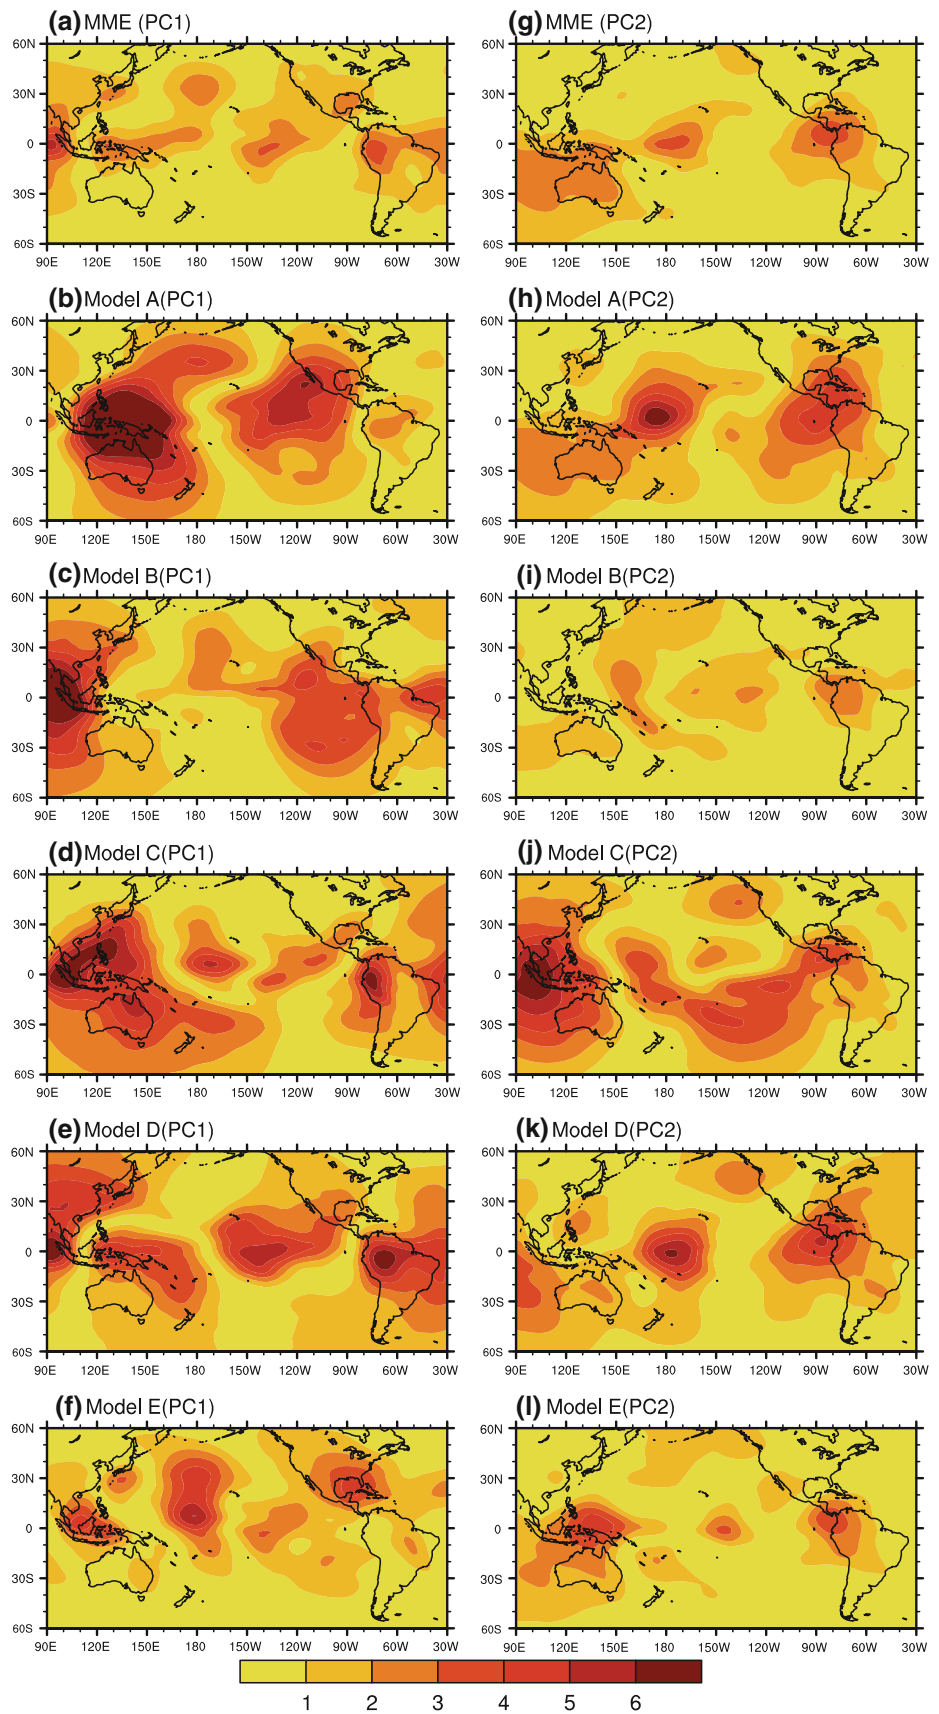 (a) MME (PC1)
60N
30N
0
30S
60S
90E 120E 150E 180 150W 120W 90W 60W 30W
(g) MME (PC2)
60N
30N
0
30S
60S
90E 120E 150E 180 150W 120W 90W 60W 30W
(b) Model A(PC1)
60N
30N
0
30S
60S
90E 120E 150E 180 150W 120W 90W 60W 30W
(h) Model A(PC2)
60N
30N
0
30S
60S
90E 120E 150E 180 150W 120W 90W 60W 30W
(c) Model B(PC1)
60N
30N
0
30S
60S
90E 120E 150E 180 150W 120W 90W 60W 30W
(i) Model B(PC2)
60N
30N
0
30S
60S
90E 120E 150E 180 150W 120W 90W 60W 30W
(d) Model C(PC1)
60N
30N
0
30S
60S
90E 120E 150E 180 150W 120W 90W 60W 30W
(j) Model C(PC2)
60N
30N
0
30S
60S
90E 120E 150E 180 150W 120W 90W 60W 30W
(e) Model D(PC1)
60N
30N
0
30S
60S
90E 120E 150E 180 150W 120W 90W 60W 30W
(k) Model D(PC2)
60N
30N
0
30S
60S
90E 120E 150E 180 150W 120W 90W 60W 30W
(f) Model E(PC1)
60N
30N
0
30S
60S
90E 120E 150E 180 150W 120W 90W 60W 30W
(l) Model E(PC2)
60N
30N
0
30S
60S
90E 120E 150E 180 150W 120W 90W 60W 30W
1 2 3 4 5 6